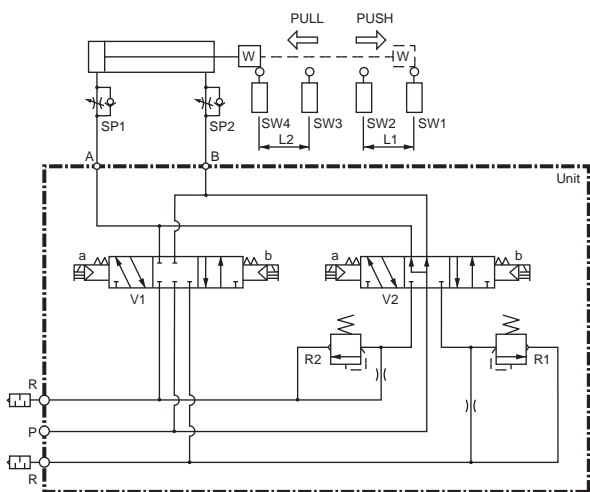 PULL PUSH
W W
SP1 SP2 SW4 SW3 SW2 SW1
L2 L1
A B
Unit
a b a b
V1 V2
R2 R1
R
P
R